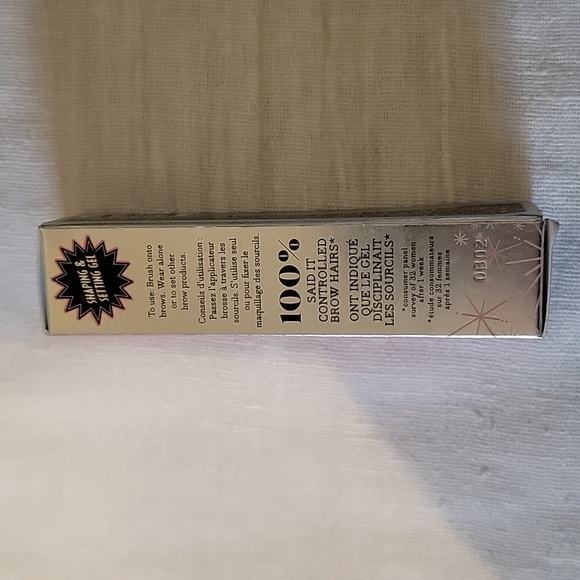 SHAPING &
SETTING GEL
To use: Brush onto
brows. Wear alone
or to set other
brow products.
Conseils d'utilisation :
Passez l'applicateur
brosse à travers les
sourcils. S'utilise seul
ou pour fixer le
maquillage des sourcils.
100%
SAID IT
CONTROLLED
BROW HAIRS*
ONT INDIQUÉ
QUE LE GEL
DISCIPLINAIT
LES SOURCILS*
*consumer panel
survey of 32 women
after 1 week
*étude consommateurs
sur 32 femmes
après 1 semaine
0B02